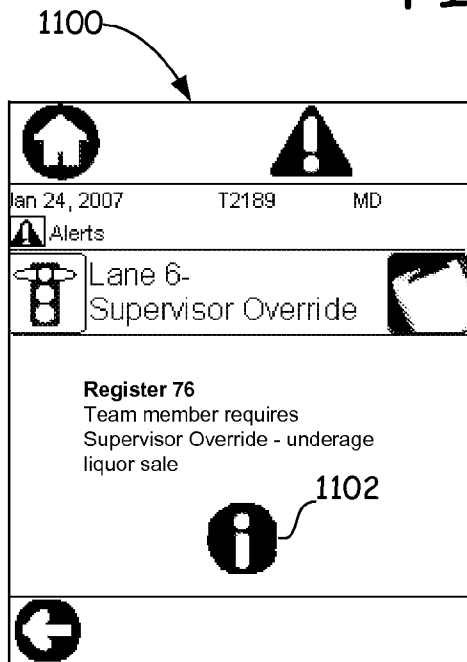 1100
Jan 24, 2007 T2189 MD
Alerts
Lane 6-
Supervisor Override
Register 76
Team member requires
Supervisor Override - underage
liquor sale
1102